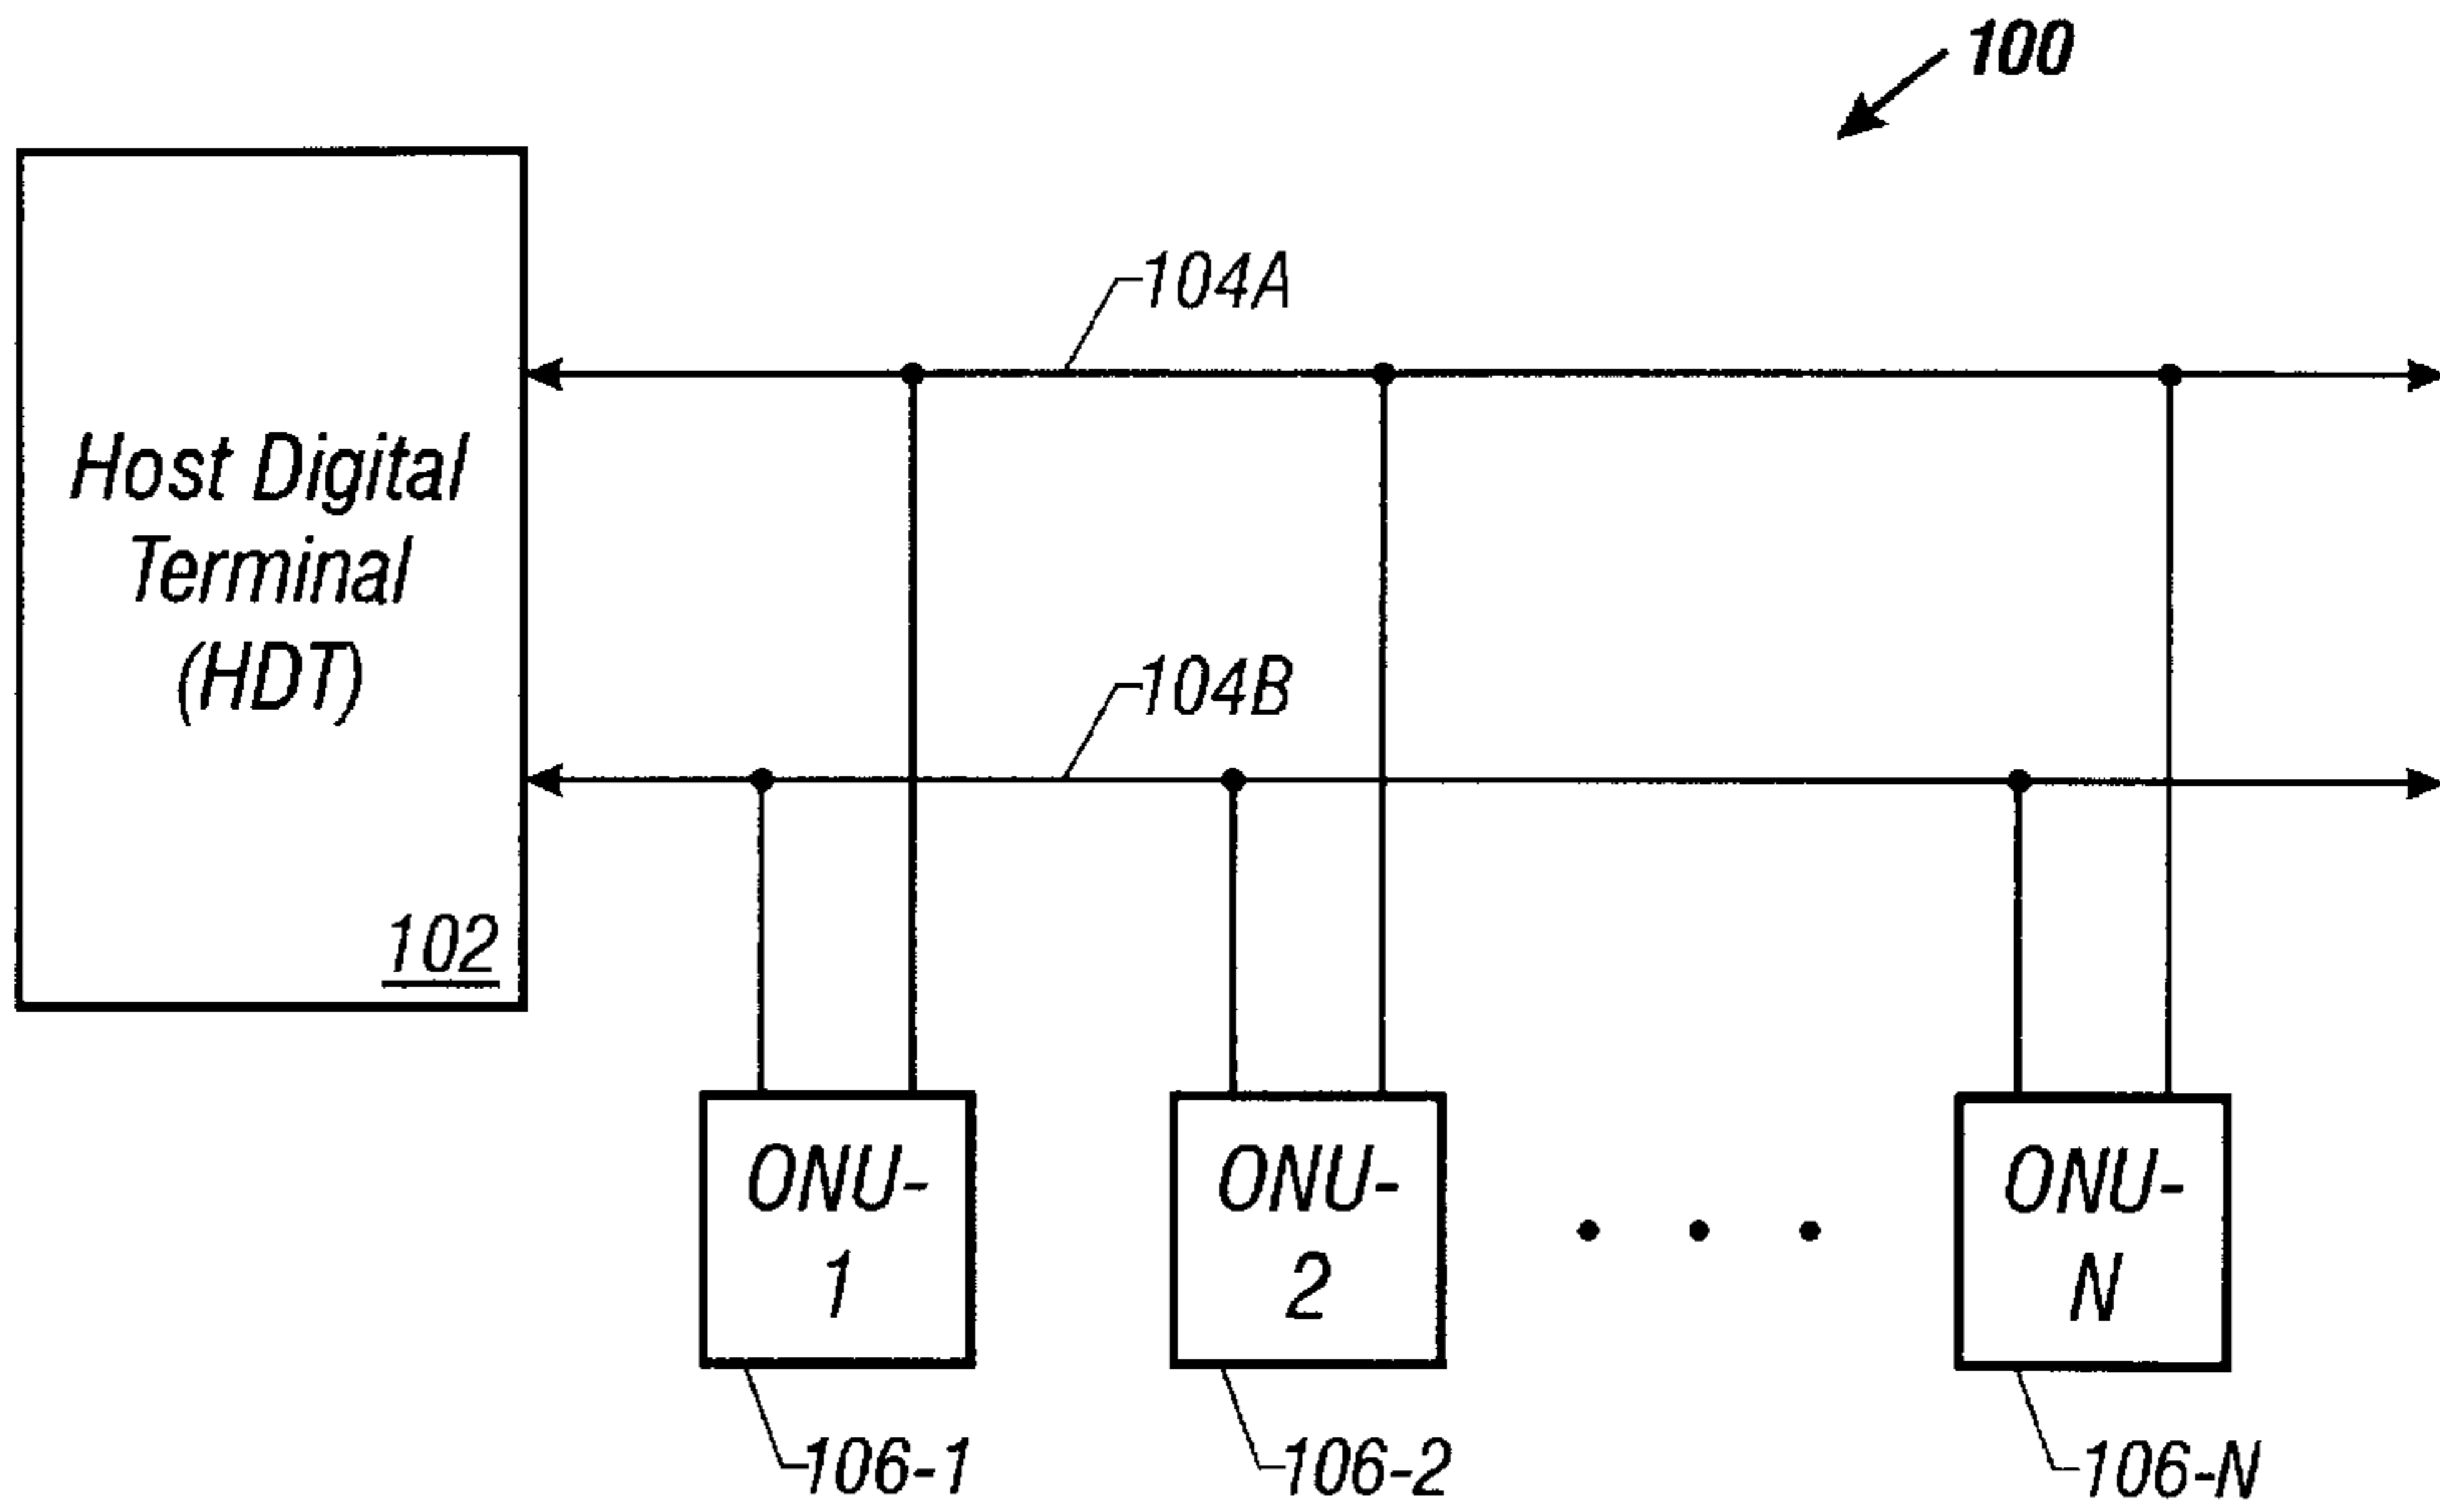 100
104A
Host Digital
Terminal
(HDT)
104B
102
ONU-
1
ONU-
2
ONU-
N
106-1
106-2
106-N